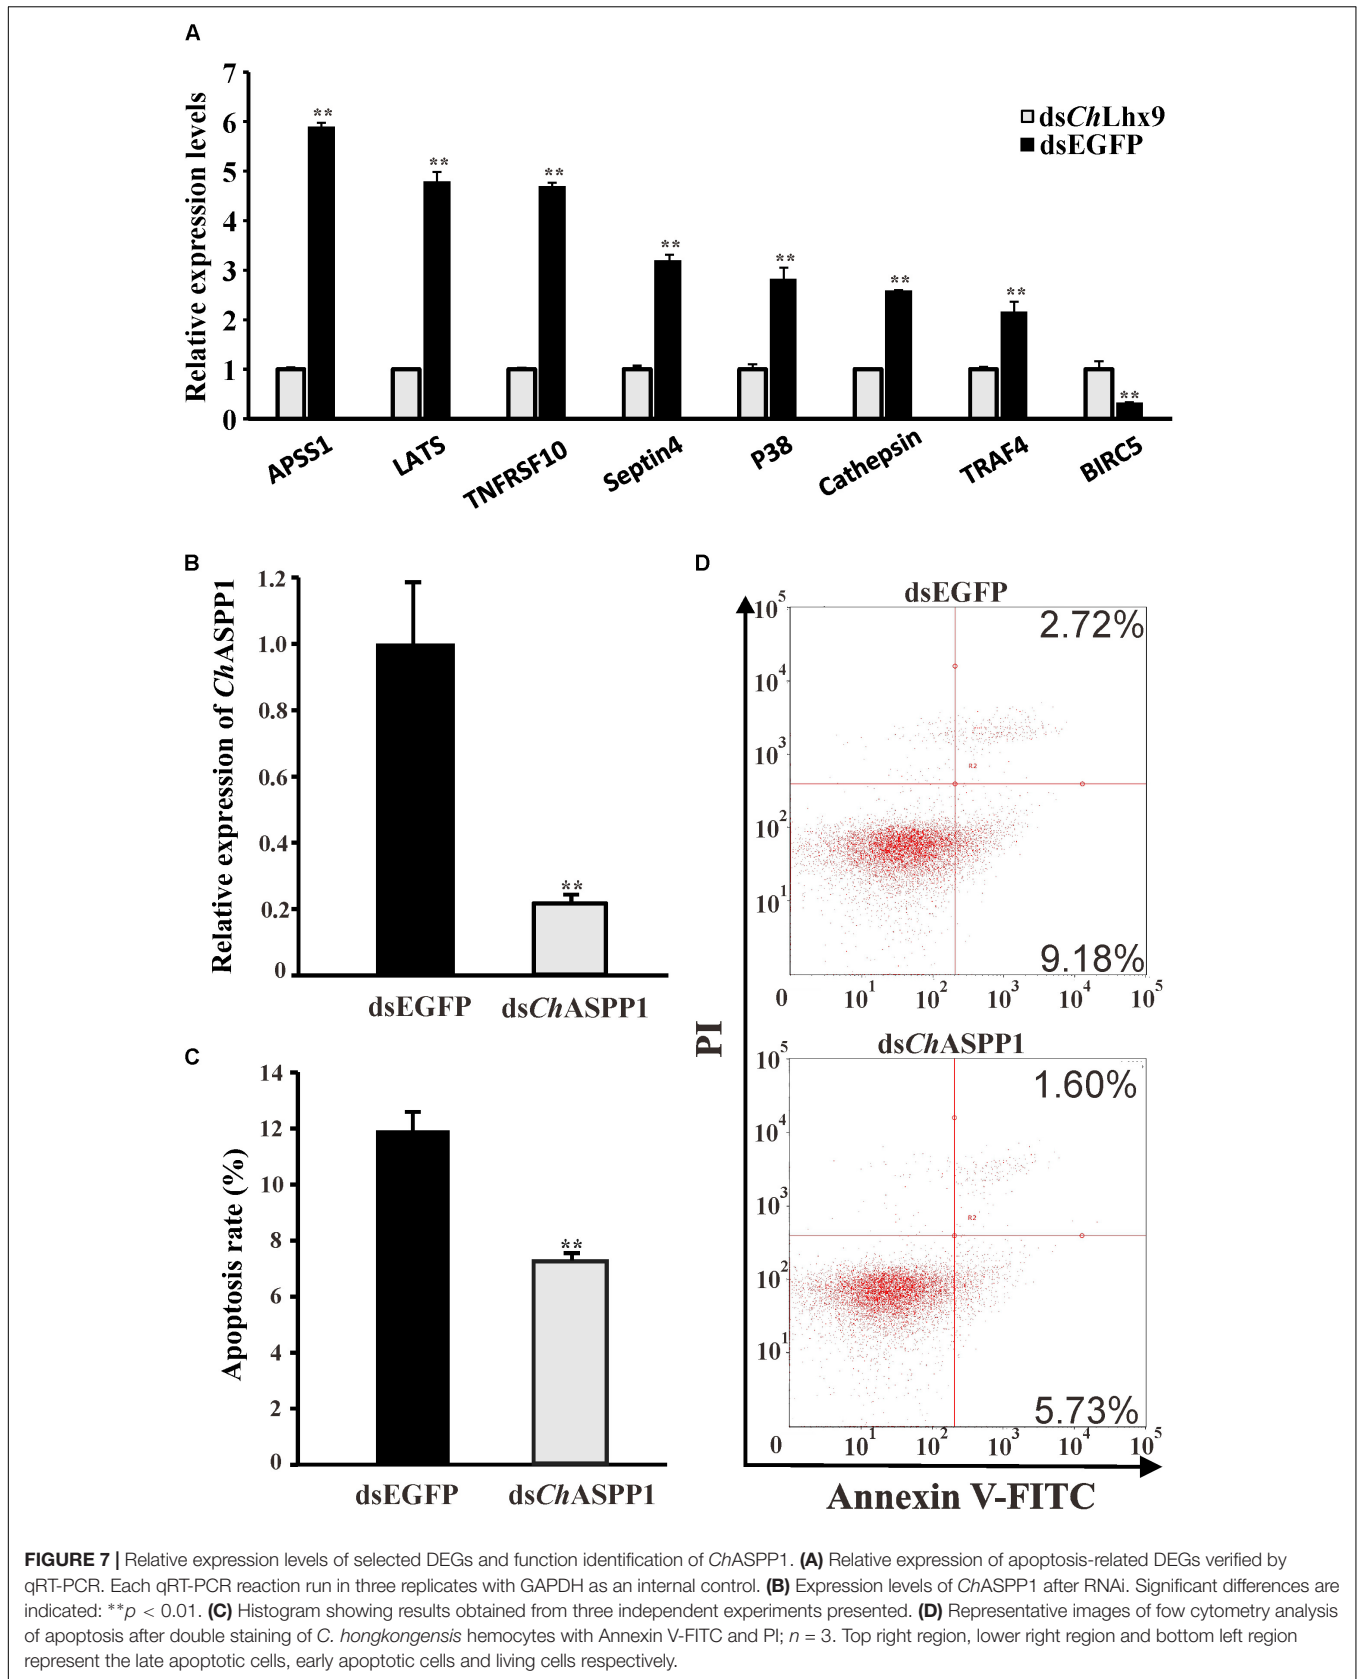 A
7
6
5
4
3
2
1
0
Relative expression levels
** ** ** ** ** ** ** **
dsChLhx9
dsEGFP
APSS1 LATS TNFRSF10 Septin4 P38 Cathepsin TRAF4 BIRC5
B
1.2
1.0
0.8
0.6
0.4
0.2
0
Relative expression of ChASPP1
**
dsEGFP dsChASPP1
C
14
12
10
8
6
4
2
0
Apoptosis rate (%)
**
dsEGFP dsChASPP1
D
dsEGFP
10^5
10^4
10^3
10^2
10^1
2.72%
R2
9.18%
0 10^1 10^2 10^3 10^4 10^5
PI
dsChASPP1
10^5
10^4
10^3
10^2
10^1
1.60%
R2
5.73%
0 10^1 10^2 10^3 10^4 10^5
Annexin V-FITC
FIGURE 7 | Relative expression levels of selected DEGs and function identification of ChASPP1. (A) Relative expression of apoptosis-related DEGs verified by
qRT-PCR. Each qRT-PCR reaction run in three replicates with GAPDH as an internal control. (B) Expression levels of ChASPP1 after RNAi. Significant differences are
indicated: **p < 0.01. (C) Histogram showing results obtained from three independent experiments presented. (D) Representative images of fow cytometry analysis
of apoptosis after double staining of C. hongkongensis hemocytes with Annexin V-FITC and PI; n = 3. Top right region, lower right region and bottom left region
represent the late apoptotic cells, early apoptotic cells and living cells respectively.